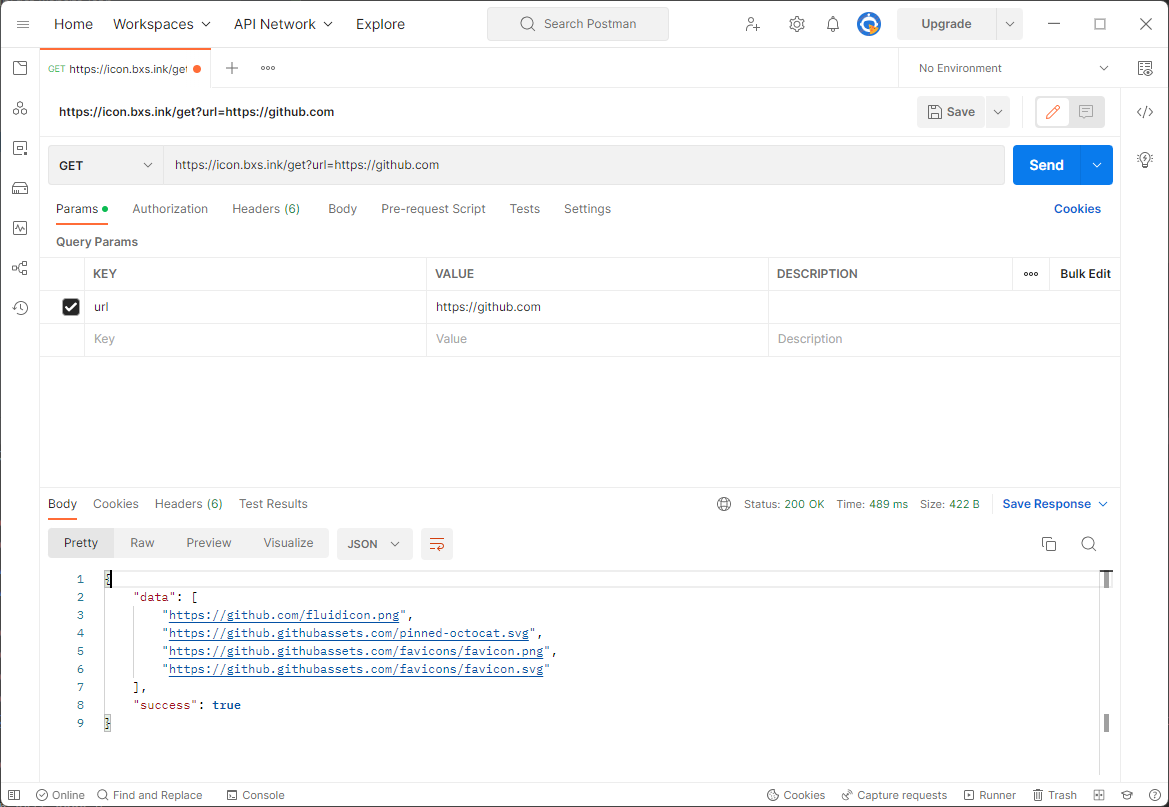 Home Workspaces API Network Explore Search Postman Upgrade
GET https://icon.bxs.ink/get No Environment
https://icon.bxs.ink/get?url=https://github.com Save
GET https://icon.bxs.ink/get?url=https://github.com Send
Params Authorization Headers (6) Body Pre-request Script Tests Settings Cookies
Query Params
KEY VALUE DESCRIPTION Bulk Edit
url https://github.com
Key Value Description
Body Cookies Headers (6) Test Results Status: 200 OK Time: 489 ms Size: 422 B Save Response
Pretty Raw Preview Visualize JSON
1 {
2 "data": [
3 "https://github.com/fluidicon.png",
4 "https://github.githubassets.com/pinned-octocat.svg",
5 "https://github.githubassets.com/favicons/favicon.png",
6 "https://github.githubassets.com/favicons/favicon.svg"
7 ],
8 "success": true
9 }
Online Find and Replace Console Cookies Capture requests Runner Trash